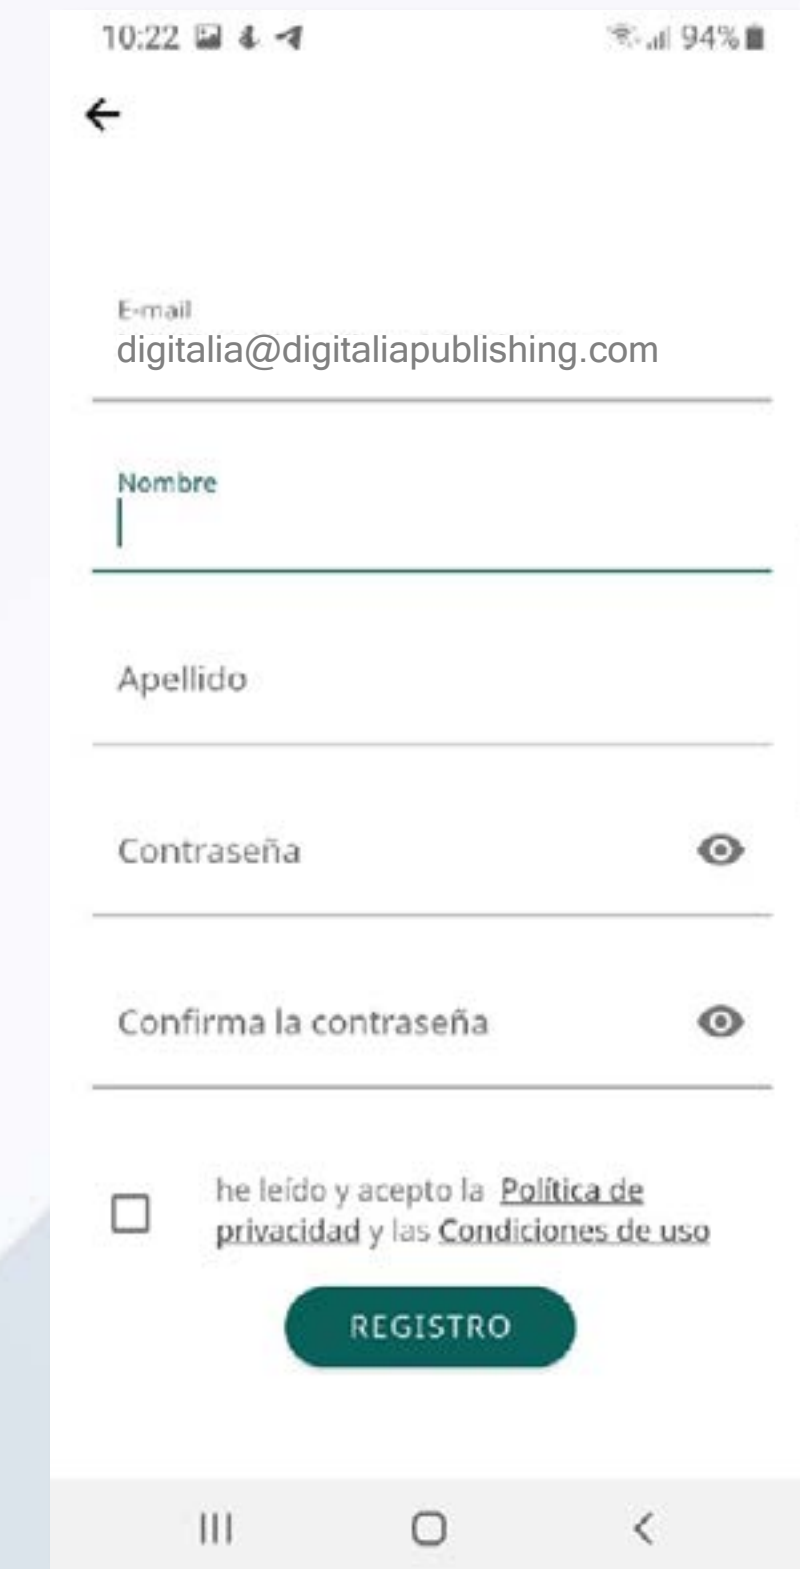 10:22
94%
E-mail
digitalia@digitaliapublishing.com
Nombre
Apellido
Contraseña
Confirma la contraseña
he leído y acepto la Política de
privacidad y las Condiciones de uso
REGISTRO